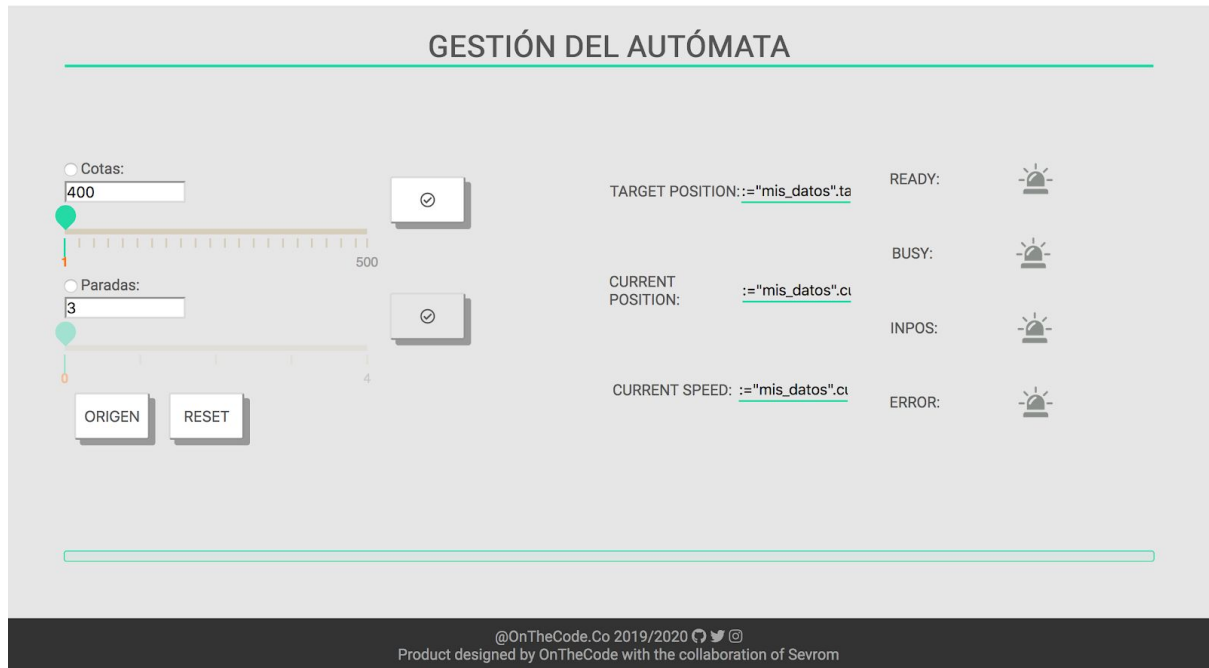 GESTIÓN DEL AUTÓMATA
Cotas:
400
1
500
Paradas:
3
0
4
ORIGEN
RESET
TARGET POSITION: :="mis_datos".ta
CURRENT
POSITION:
:="mis_datos".cu
CURRENT SPEED: :="mis_datos".cu
READY:
BUSY:
INPOS:
ERROR:
@OnTheCode.Co 2019/2020
Product designed by OnTheCode with the collaboration of Sevrom